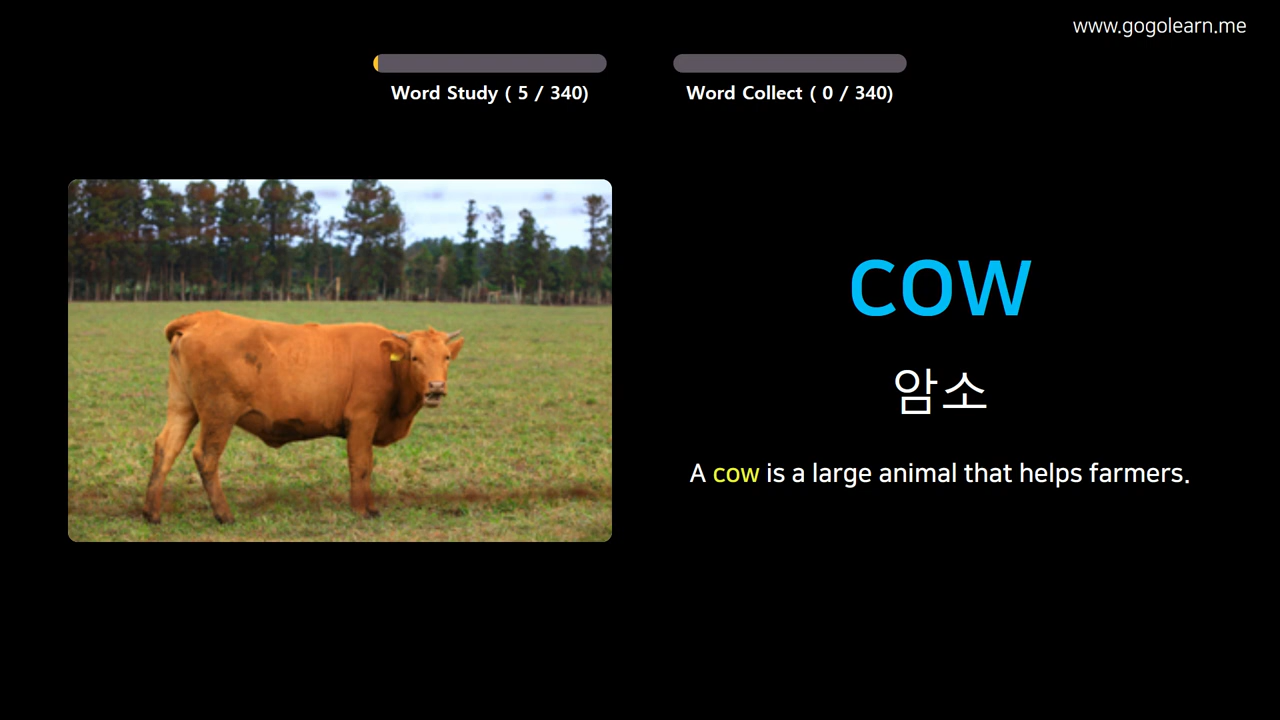 www.gogolearn.me
Word Study ( 5 / 340)
Word Collect ( 0 / 340)
cow
암소
A cow is a large animal that helps farmers.